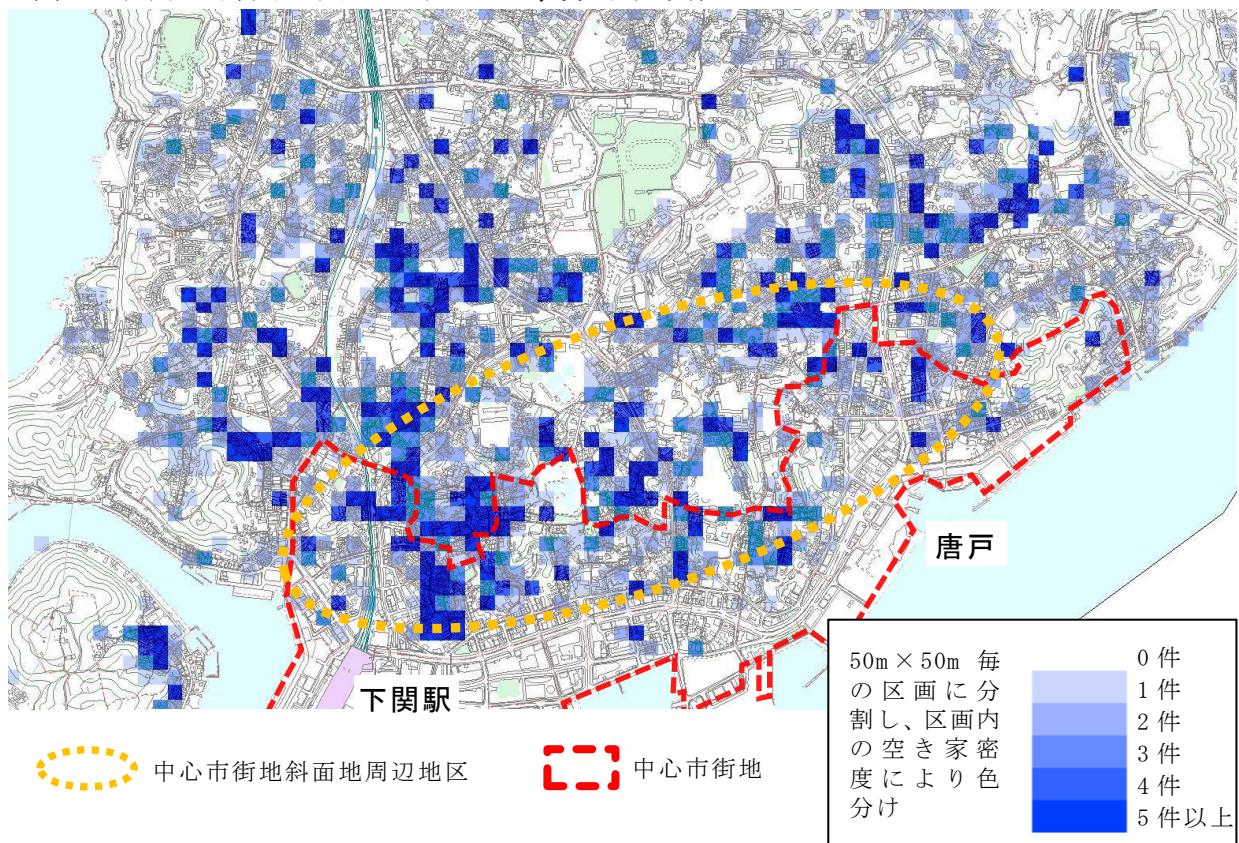 唐戸
下関駅
中心市街地斜面地周辺地区
中心市街地
50m×50m 毎
の区画に分
割し、区画内
の空き家密
度により色
分け
0 件
1 件
2 件
3 件
4 件
5 件以上